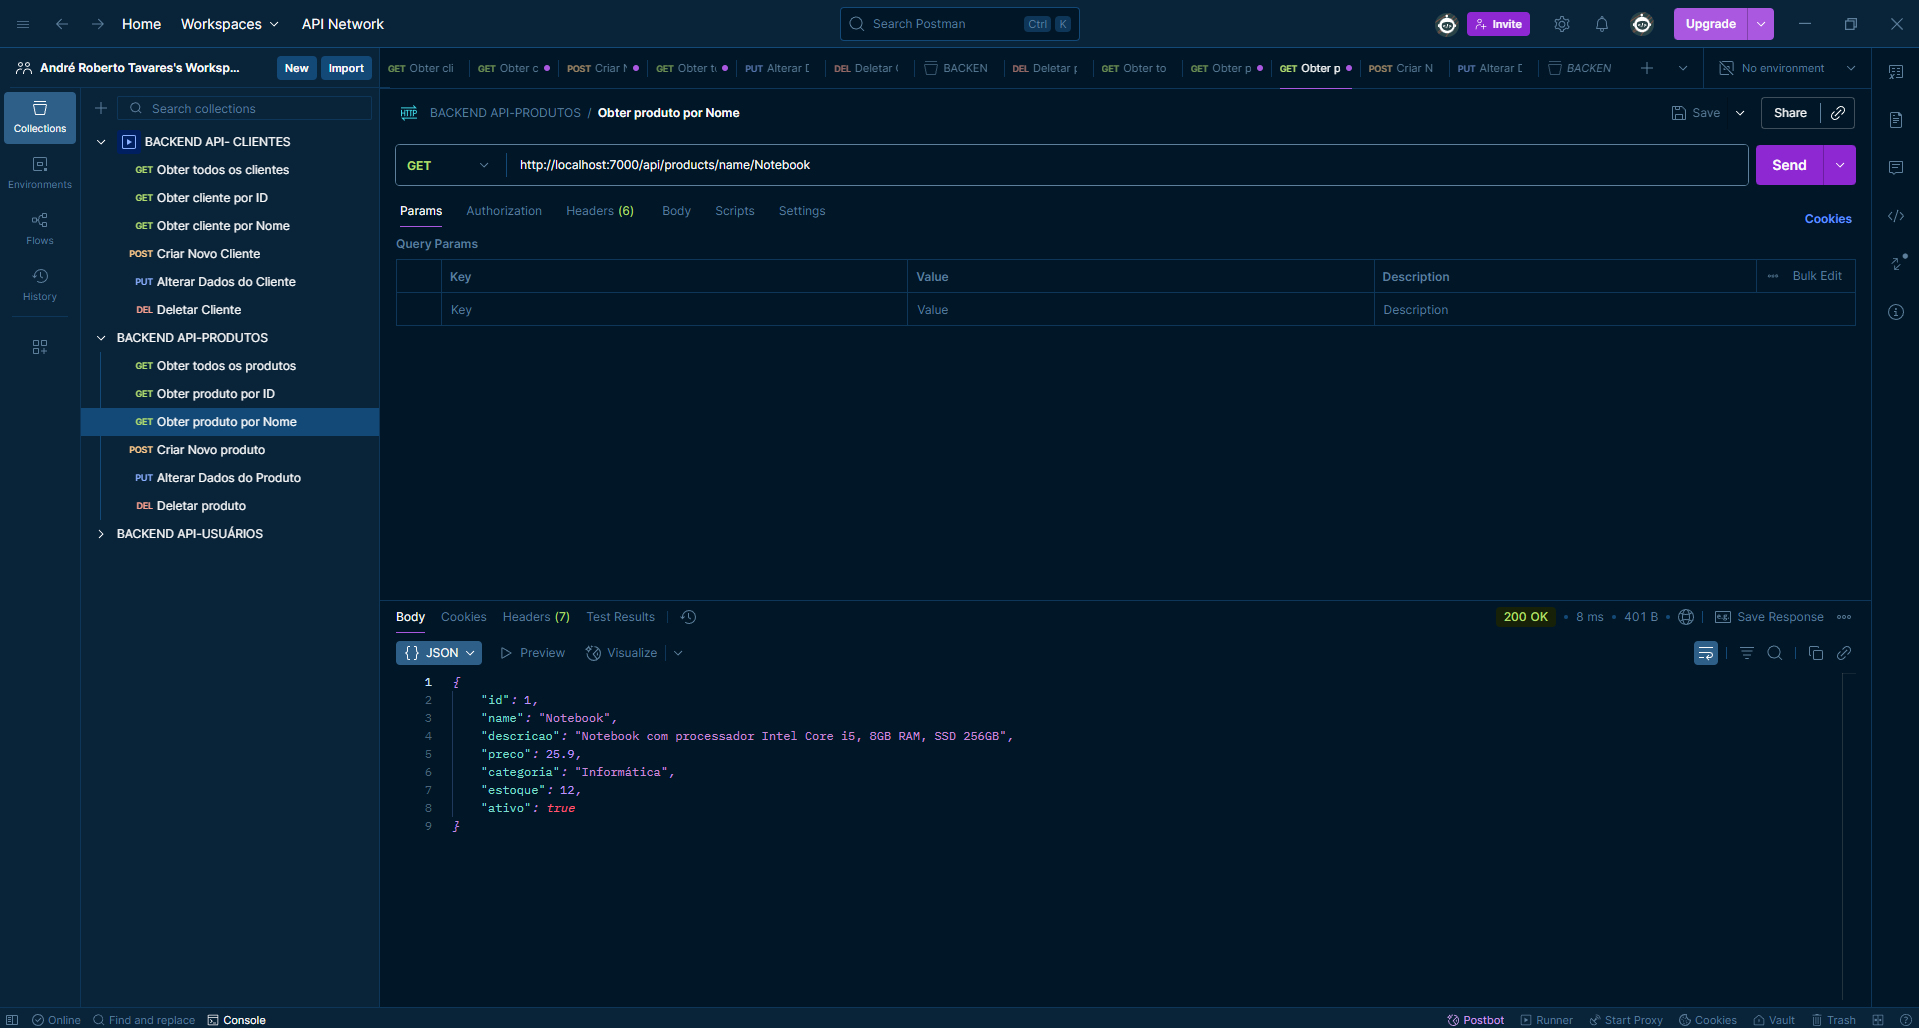 Home
Workspaces
API Network
Search Postman
Ctrl
K
Invite
Upgrade
André Roberto Tavares's Worksp...
New
Import
GET Obter cli
GET Obter c
POST Criar N
GET Obter t
PUT Alterar D
DEL Deletar C
BACKEN
DEL Deletar p
GET Obter to
GET Obter p
GET Obter p
POST Criar N
PUT Alterar D
BACKEN
No environment
Collections
Environments
Flows
History
Search collections
BACKEND API- CLIENTES
GET Obter todos os clientes
GET Obter cliente por ID
GET Obter cliente por Nome
POST Criar Novo Cliente
PUT Alterar Dados do Cliente
DEL Deletar Cliente
BACKEND API-PRODUTOS
GET Obter todos os produtos
GET Obter produto por ID
GET Obter produto por Nome
POST Criar Novo produto
PUT Alterar Dados do Produto
DEL Deletar produto
BACKEND API-USUÁRIOS
HTTP
BACKEND API-PRODUTOS / Obter produto por Nome
Save
Share
GET
http://localhost:7000/api/products/name/Notebook
Send
Params
Authorization
Headers (6)
Body
Scripts
Settings
Cookies
Query Params
Key
Value
Description
Bulk Edit
Key
Value
Description
Body
Cookies
Headers (7)
Test Results
200 OK
8 ms
401 B
e.g.
Save Response
{} JSON
Preview
Visualize
1 {
2 "id": 1,
3 "name": "Notebook",
4 "descricao": "Notebook com processador Intel Core i5, 8GB RAM, SSD 256GB",
5 "preco": 25.9,
6 "categoria": "Informática",
7 "estoque": 12,
8 "ativo": true
9 }
Online
Find and replace
Console
Postbot
Runner
Start Proxy
Cookies
Vault
Trash